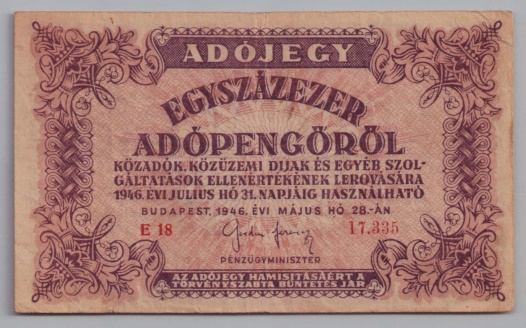 ADÓJEGY
EGYSZÁZEZER
ADÓPENGŐRŐL
KÖZADÓK, KÖZÜZEMI DIJAK ÉS EGYÉB SZOL-
GÁLTATÁSOK ELLENÉRTÉKÉNEK LEROVÁSÁRA
1946. ÉVI JULIUS HÓ 31. NAPJÁIG HASZNÁLHATÓ
BUDAPEST, 1946. ÉVI MÁJUS HÓ 28.-ÁN
E 18 17.335
PÉNZÜGYMINISZTER
AZ ADÓJEGY HAMISITÁSÁÉRT A
TÖRVÉNYSZABTA BÜNTETÉS JÁR